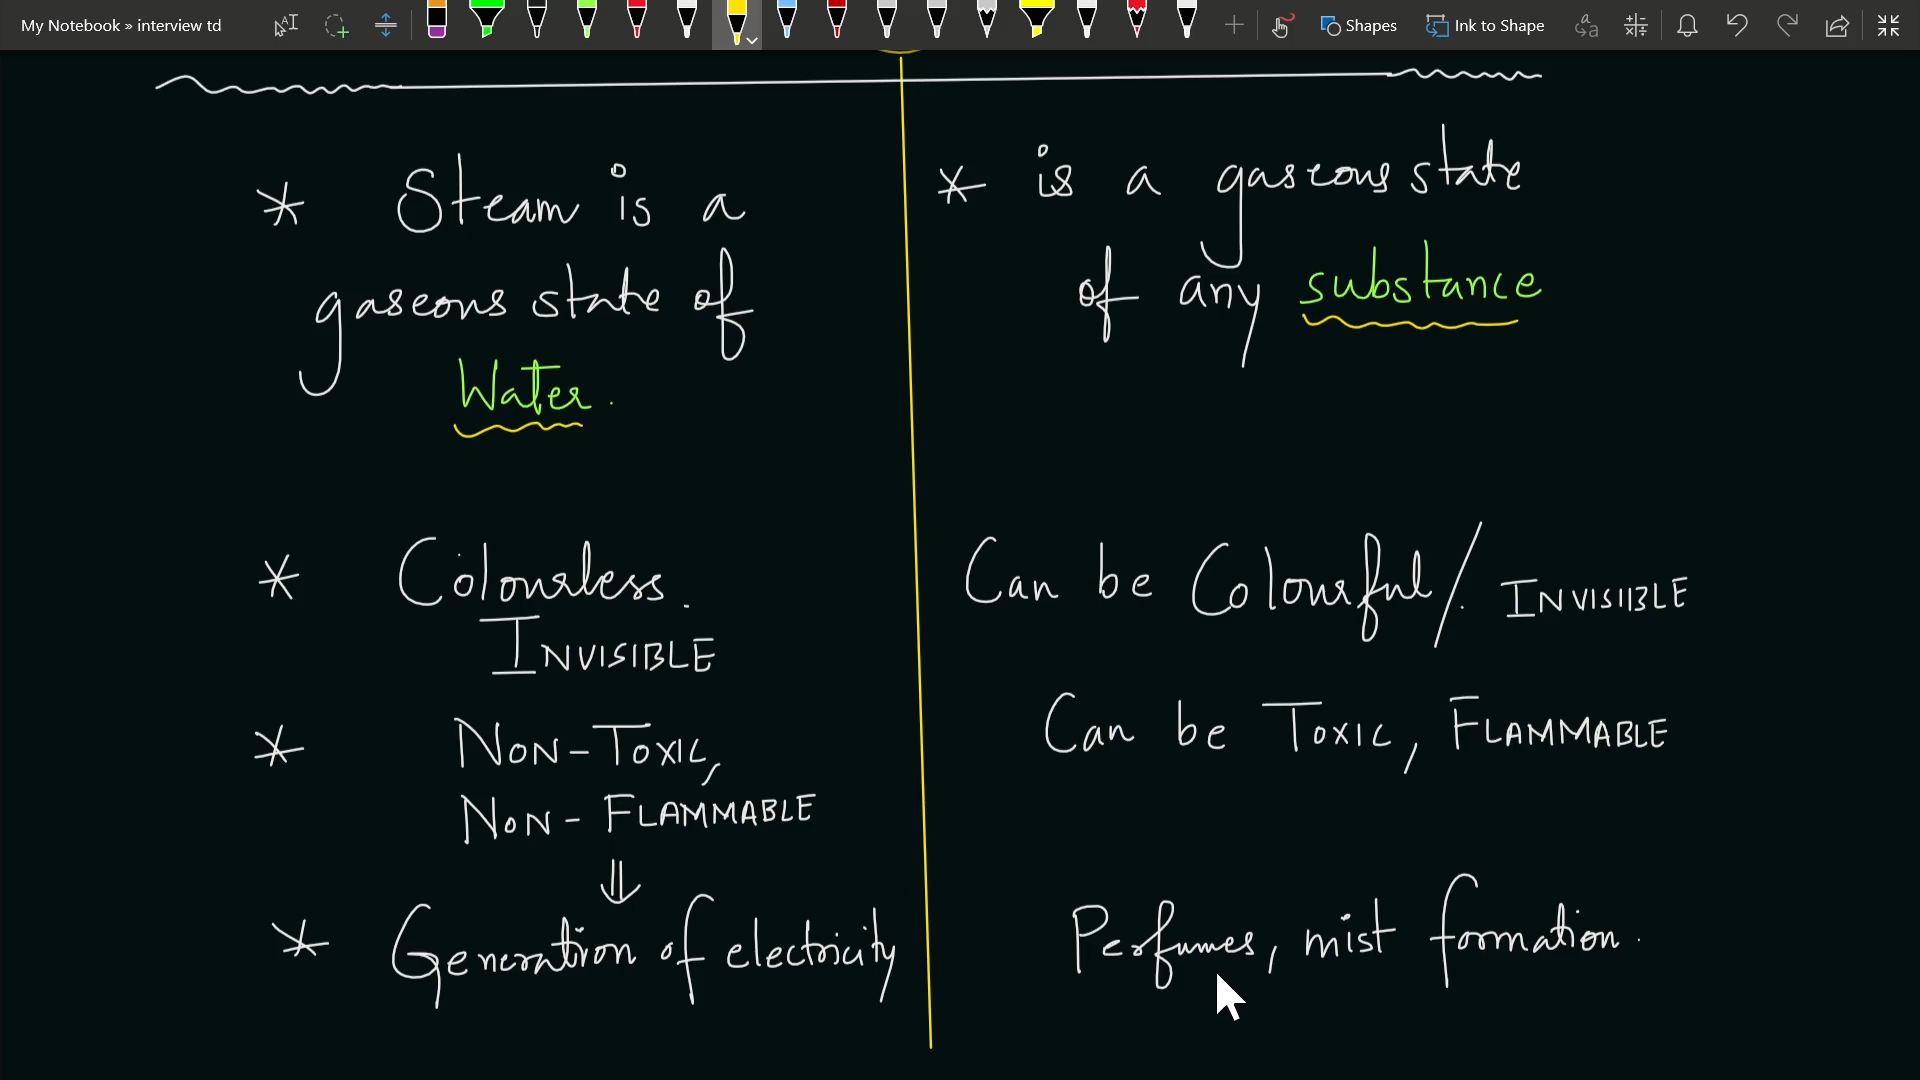 My Notebook » interview td
Shapes
Ink to Shape
* Steam is a
gaseous state of
Water.
* Colourless.
INVISIBLE
* NON-TOXIC,
NON-FLAMMABLE
⇓
* Generation of electricity
* is a gaseous state
of any substance
Can be Colourful/. INVISIBLE
Can be TOXIC, FLAMMABLE
Perfumes, mist formation.